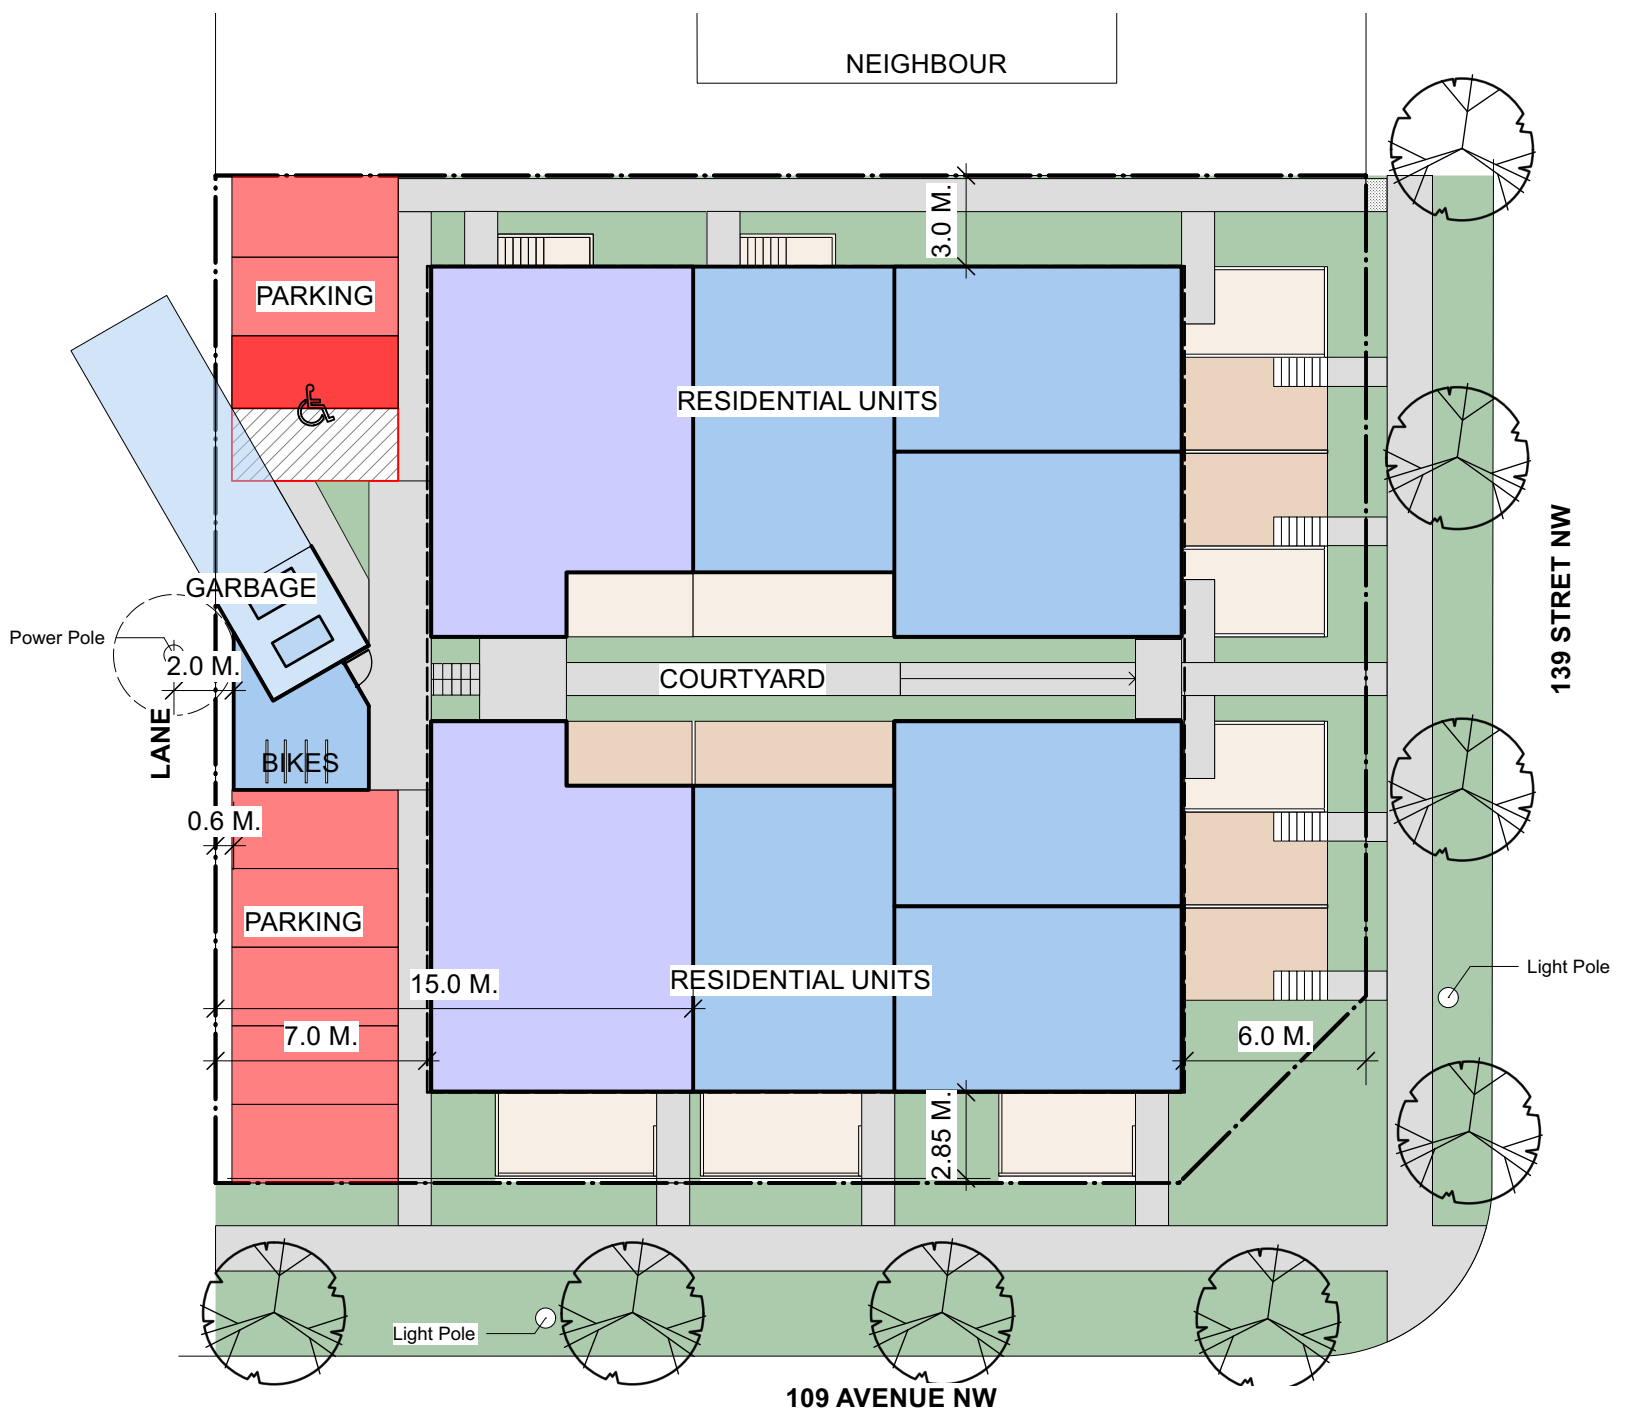 NEIGHBOUR
3.0 M.
PARKING
RESIDENTIAL UNITS
GARBAGE
Power Pole
2.0 M.
COURTYARD
139 STRET NW
LANE
BIKES
0.6 M.
PARKING
15.0 M.
RESIDENTIAL UNITS
Light Pole
7.0 M.
6.0 M.
2.85 M.
Light Pole
109 AVENUE NW